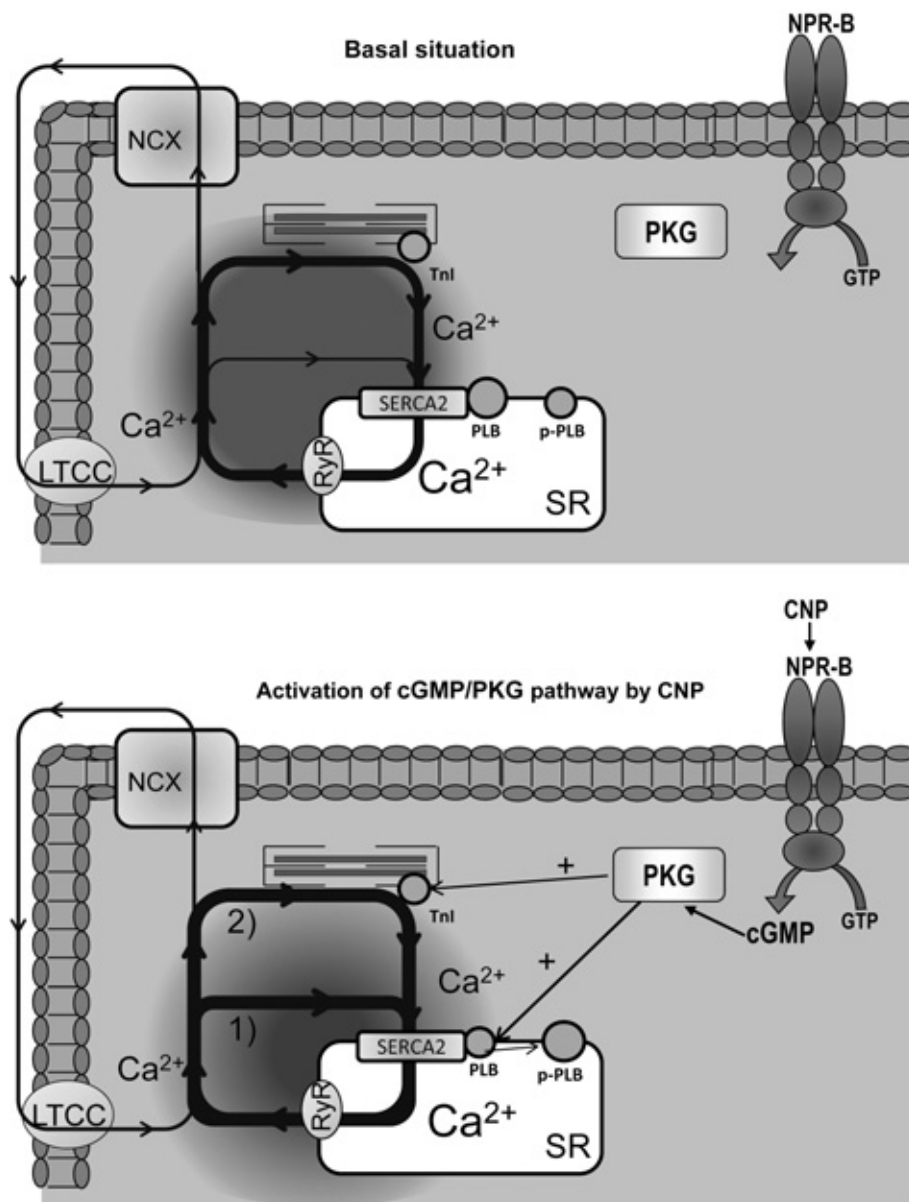 NPR-B
Basal situation
NCX
PKG
TnI
GTP
Ca²⁺
SERCA2
PLB
p-PLB
Ca²⁺
RyR
Ca²⁺
LTCC
SR
CNP
NPR-B
Activation of cGMP/PKG pathway by CNP
NCX
+
PKG
TnI
2)
GTP
cGMP
+
Ca²⁺
1)
SERCA2
PLB
p-PLB
Ca²⁺
RyR
Ca²⁺
LTCC
SR